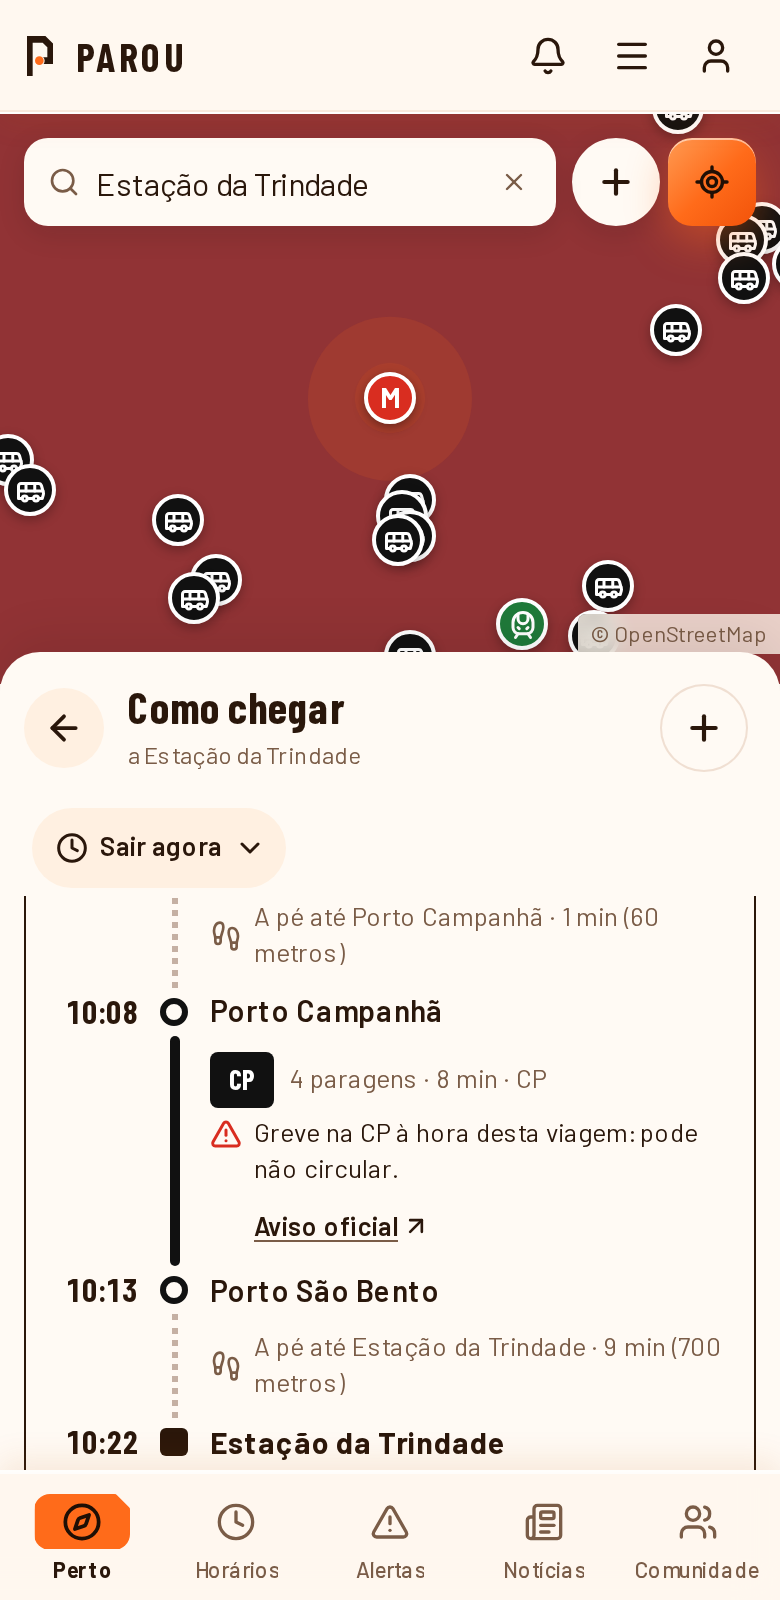 PAROU
Estação da Trindade
M
© OpenStreetMap
Como chegar
a Estação da Trindade
Sair agora
A pé até Porto Campanhã · 1 min (60
metros)
10:08 Porto Campanhã
CP 4 paragens · 8 min · CP
Greve na CP à hora desta viagem: pode
não circular.
Aviso oficial
10:13 Porto São Bento
A pé até Estação da Trindade · 9 min (700
metros)
10:22 Estação da Trindade
Perto Horários Alertas Notícias Comunidade